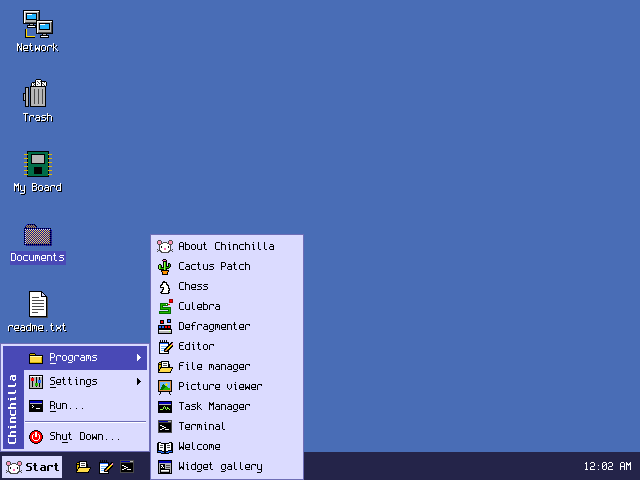 Network
Trash
My Board
Documents
readme.txt
Chinchilla
Programs
Settings
Run...
Shut Down...
About Chinchilla
Cactus Patch
Chess
Culebra
Defragmenter
Editor
File manager
Picture viewer
Task Manager
Terminal
Welcome
Widget gallery
Start
12:02 AM